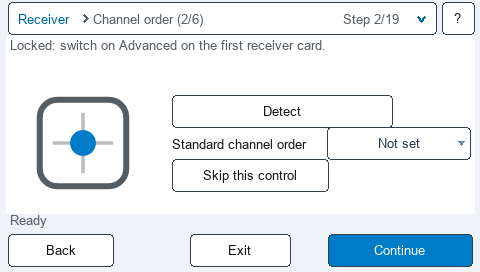 Receiver > Channel order (2/6) Step 2/19 ?
Locked: switch on Advanced on the first receiver card.
Detect
Standard channel order Not set
Skip this control
Ready
Back Exit Continue